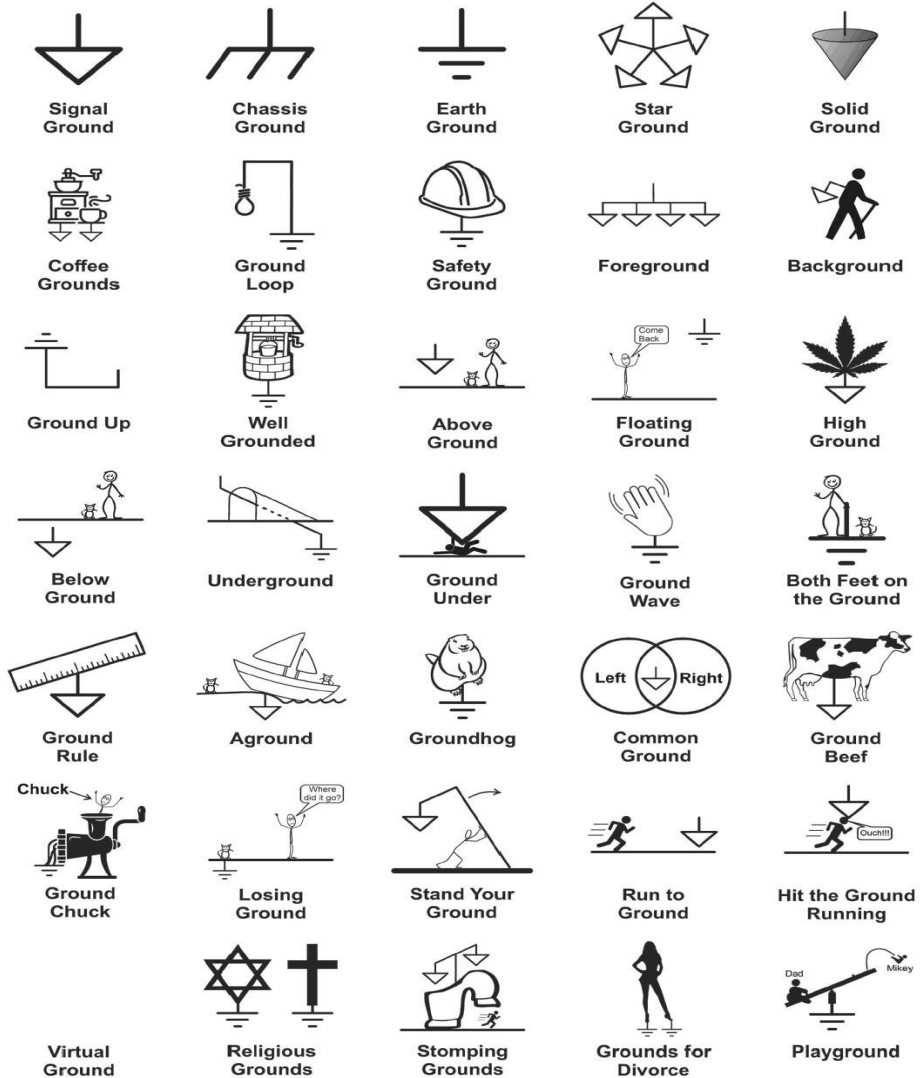 Signal
Ground
Chassis
Ground
Earth
Ground
Star
Ground
Solid
Ground
Coffee
Grounds
Ground
Loop
Safety
Ground
Foreground
Background
Ground Up
Well
Grounded
Above
Ground
Come
Back
Floating
Ground
High
Ground
Below
Ground
Underground
Ground
Under
Ground
Wave
Both Feet on
the Ground
Ground
Rule
Aground
Groundhog
Left
Right
Common
Ground
Ground
Beef
Chuck
Ground
Chuck
Where
did it go?
Losing
Ground
Stand Your
Ground
Run to
Ground
Ouch!!!
Hit the Ground
Running
Virtual
Ground
Religious
Grounds
Stomping
Grounds
Grounds for
Divorce
Dad
Mikey
Playground